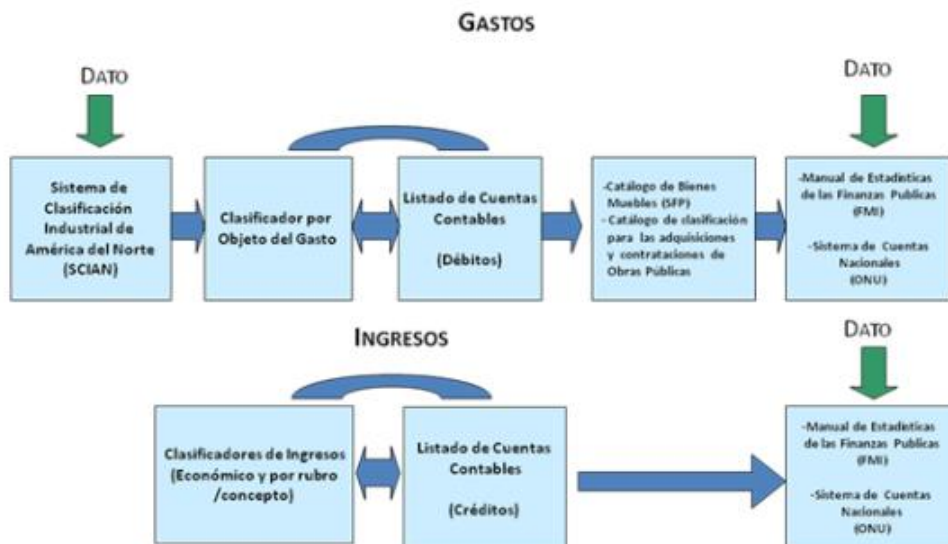 GASTOS
DATO
DATO
Sistema de
Clasificación
Industrial de
América del Norte
(SCIAN)
Clasificador por
Objeto del Gasto
Listado de Cuentas
Contables
(Débitos)
-Catálogo de Bienes
Muebles (SFP)
- Catálogo de clasificación
para las adquisiciones
y contrataciones de
Obras Públicas
-Manual de Estadísticas
de las Finanzas Publicas
(FMI)
-Sistema de Cuentas
Nacionales
(ONU)
INGRESOS
DATO
Clasificadores de Ingresos
(Económico y por rubro
/concepto)
Listado de Cuentas
Contables
(Créditos)
-Manual de Estadísticas
de las Finanzas Publicas
(FMI)
-Sistema de Cuentas
Nacionales
(ONU)